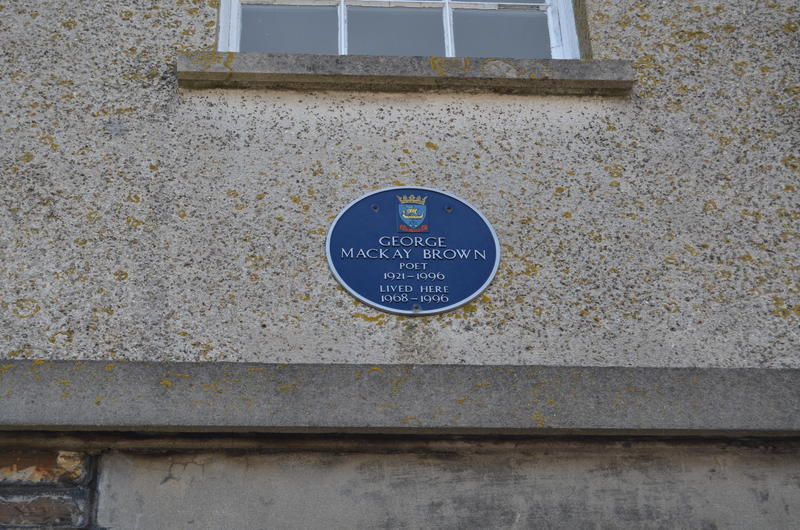 GEORGE
MACKAY BROWN
POET
1921–1996
LIVED HERE
1968–1996